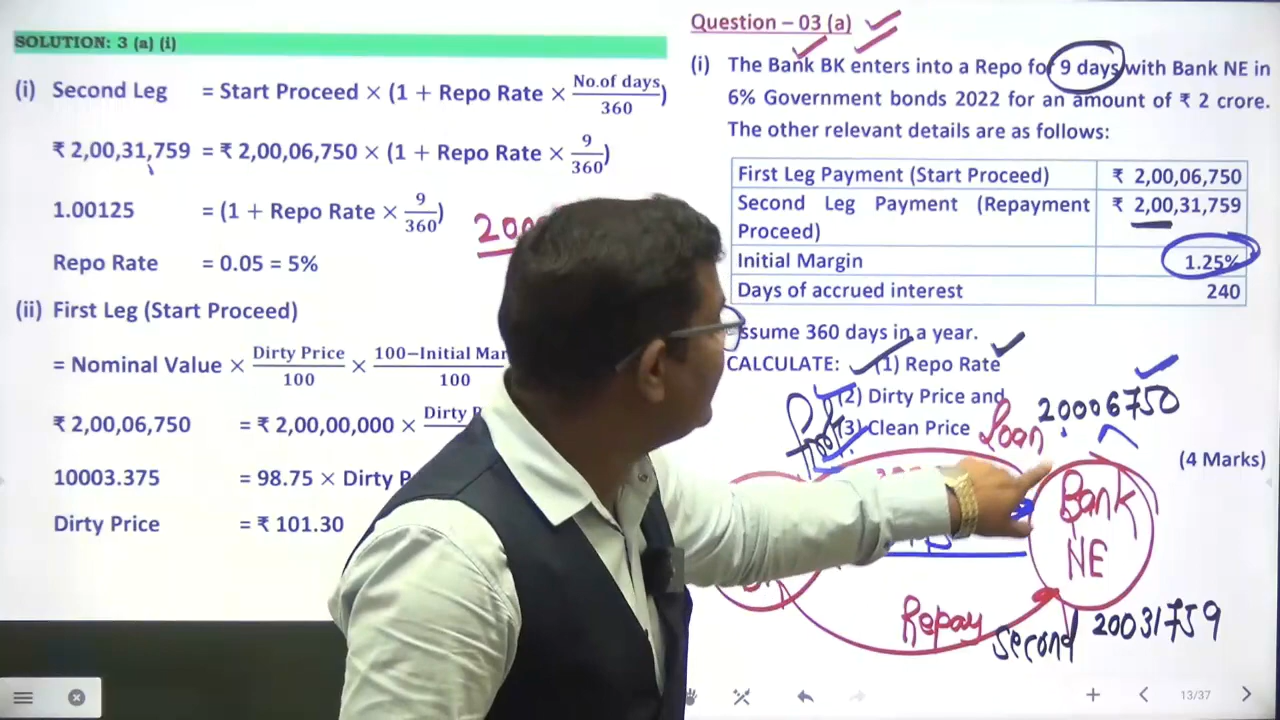 SOLUTION: 3 (a) (i)
(i) Second Leg = Start Proceed × (1 + Repo Rate × No.of days/360)
₹ 2,00,31,759 = ₹ 2,00,06,750 × (1 + Repo Rate × 9/360)
1.00125 = (1 + Repo Rate × 9/360)
Repo Rate = 0.05 = 5%
(ii) First Leg (Start Proceed)
= Nominal Value × Dirty Price/100 × 100−Initial Mar/100
₹ 2,00,06,750 = ₹ 2,00,00,000 × Dirty P
10003.375 = 98.75 × Dirty P
Dirty Price = ₹ 101.30
Question – 03 (a)
(i) The Bank BK enters into a Repo for 9 days with Bank NE in
6% Government bonds 2022 for an amount of ₹ 2 crore.
The other relevant details are as follows:
First Leg Payment (Start Proceed) ₹ 2,00,06,750
Second Leg Payment (Repayment Proceed) ₹ 2,00,31,759
Initial Margin 1.25%
Days of accrued interest 240
ssume 360 days in a year.
CALCULATE: (1) Repo Rate
(2) Dirty Price and
(3) Clean Price
(4 Marks)
Loan 20006750
Bank
NE
Repay
second 20031759
13/37